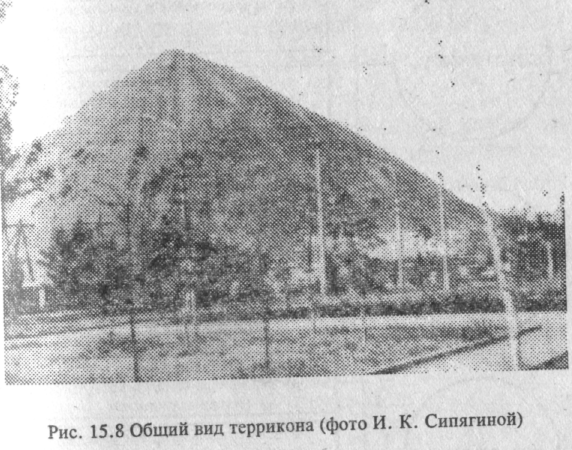 Рис. 15.8 Общий вид террикона (фото И. К. Сипягиной)